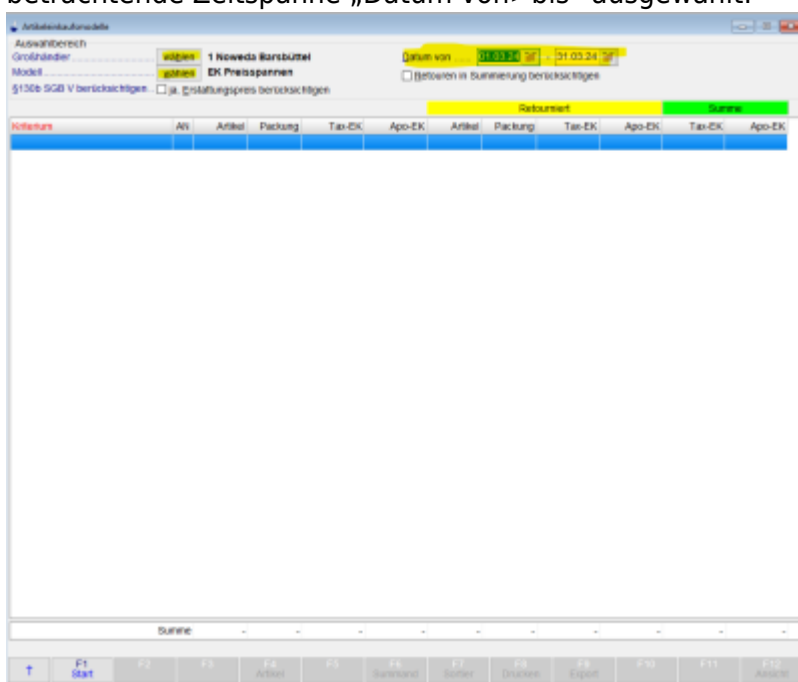 betrachtende Zeitspanne „Datum von> bis" ausgewählt.
Artikeleinkaufsmodelle
Auswahlbereich
Großhändler wählen 1 Noweda Barsbüttel Datum von 01.03.24 - 31.03.24
Modell wählen EK Preisspannen Retouren in Summierung berücksichtigen
§130b SGB V berücksichtigen ja, Erstattungspreis berücksichtigen
Retourniert Summe
Kriterium AN Artikel Packung Tax-EK Apo-EK Artikel Packung Tax-EK Apo-EK Tax-EK Apo-EK
Summe - - - - - - - - - -
↑ F1 F2 F3 F4 F5 F6 F7 F8 F9 F10 F11 F12
Start Artikel Sortier Drucken Export Ansicht